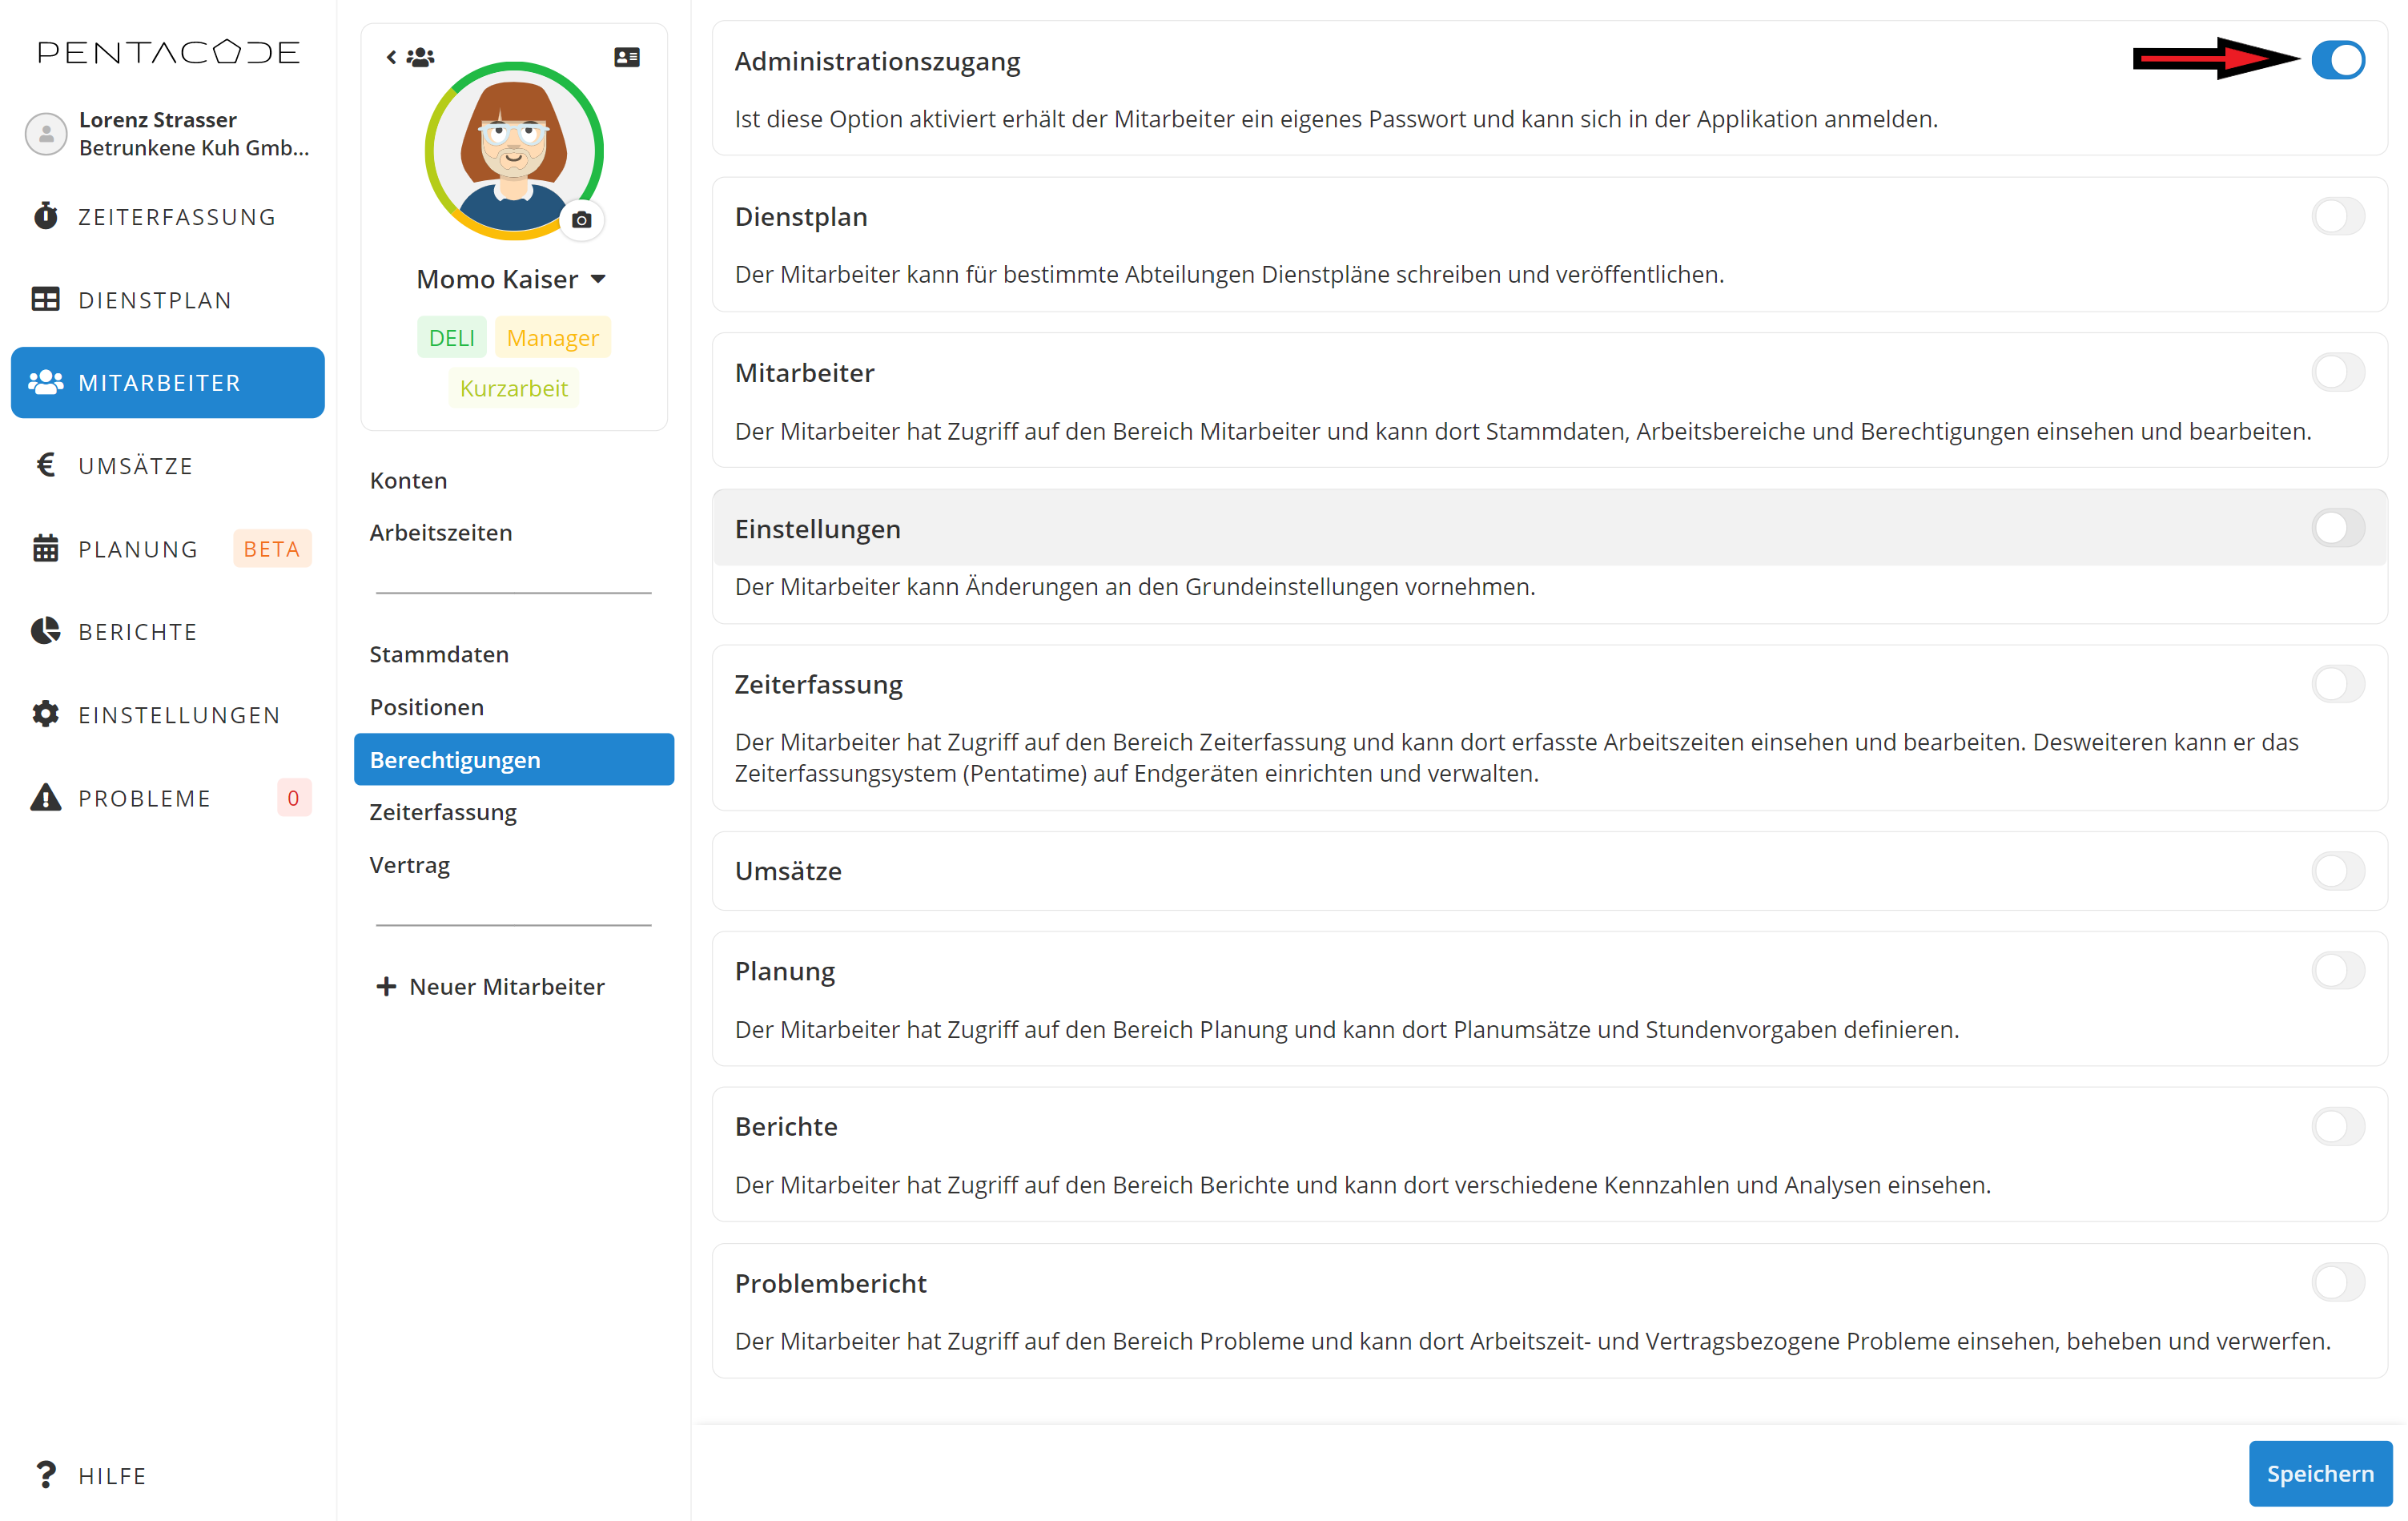 PENTACODE
Lorenz Strasser
Betrunkene Kuh Gmb...
ZEITERFASSUNG
DIENSTPLAN
MITARBEITER
UMSÄTZE
PLANUNG BETA
BERICHTE
EINSTELLUNGEN
PROBLEME 0
HILFE
Momo Kaiser
DELI Manager
Kurzarbeit
Konten
Arbeitszeiten
Stammdaten
Positionen
Berechtigungen
Zeiterfassung
Vertrag
Neuer Mitarbeiter
Administrationszugang
Ist diese Option aktiviert erhält der Mitarbeiter ein eigenes Passwort und kann sich in der Applikation anmelden.
Dienstplan
Der Mitarbeiter kann für bestimmte Abteilungen Dienstpläne schreiben und veröffentlichen.
Mitarbeiter
Der Mitarbeiter hat Zugriff auf den Bereich Mitarbeiter und kann dort Stammdaten, Arbeitsbereiche und Berechtigungen einsehen und bearbeiten.
Einstellungen
Der Mitarbeiter kann Änderungen an den Grundeinstellungen vornehmen.
Zeiterfassung
Der Mitarbeiter hat Zugriff auf den Bereich Zeiterfassung und kann dort erfasste Arbeitszeiten einsehen und bearbeiten. Desweiteren kann er das
Zeiterfassungsystem (Pentatime) auf Endgeräten einrichten und verwalten.
Umsätze
Planung
Der Mitarbeiter hat Zugriff auf den Bereich Planung und kann dort Planumsätze und Stundenvorgaben definieren.
Berichte
Der Mitarbeiter hat Zugriff auf den Bereich Berichte und kann dort verschiedene Kennzahlen und Analysen einsehen.
Problembericht
Der Mitarbeiter hat Zugriff auf den Bereich Probleme und kann dort Arbeitszeit- und Vertragsbezogene Probleme einsehen, beheben und verwerfen.
Speichern